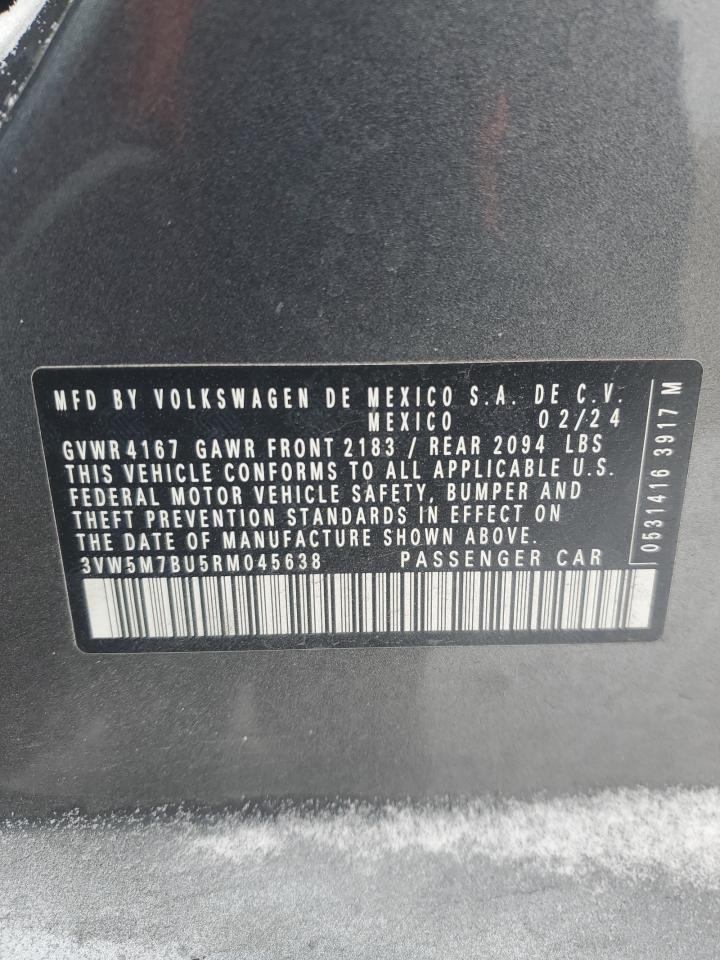 MFD BY VOLKSWAGEN DE MEXICO S.A. DE C.V.
MEXICO 02/24
GVWR 4167 GAWR FRONT 2183 / REAR 2094 LBS
THIS VEHICLE CONFORMS TO ALL APPLICABLE U.S.
FEDERAL MOTOR VEHICLE SAFETY, BUMPER AND
THEFT PREVENTION STANDARDS IN EFFECT ON
THE DATE OF MANUFACTURE SHOWN ABOVE.
3VW5M7BU5RM045638 PASSENGER CAR
0531416 3917 M